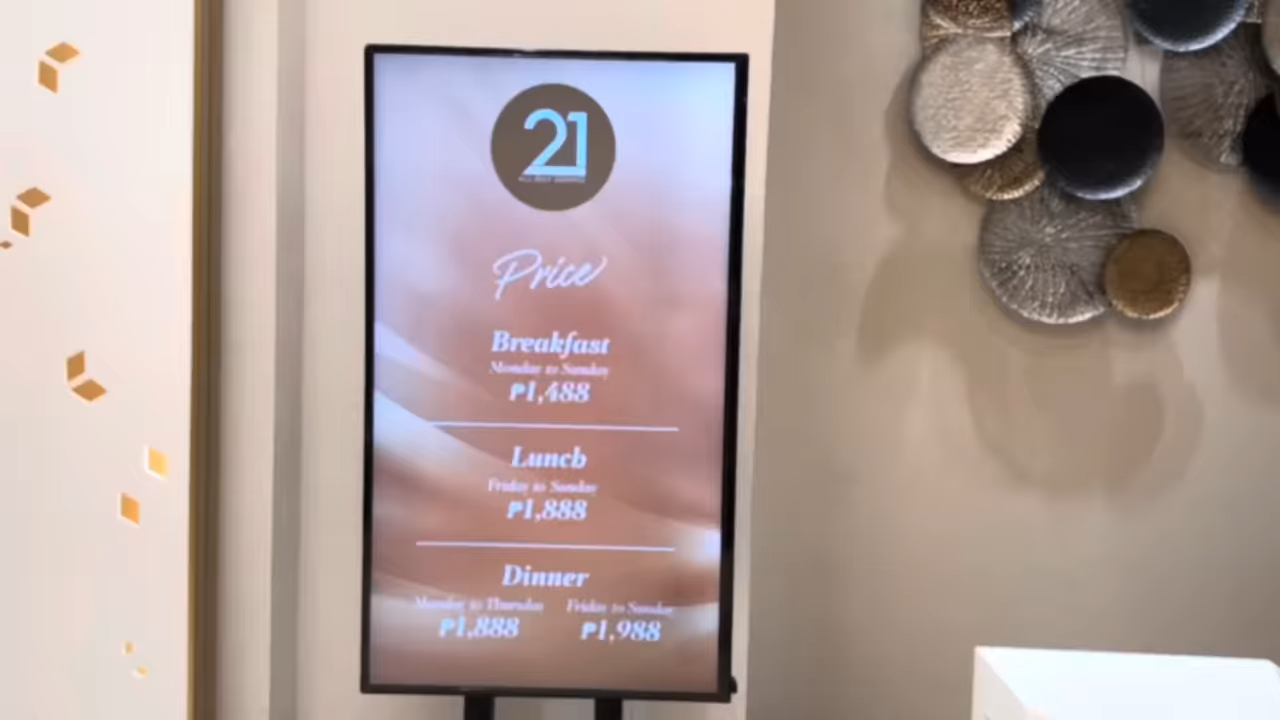 21
Price
Breakfast
Monday to Sunday
₱1,488
Lunch
Friday to Sunday
₱1,888
Dinner
Monday to Thursday Friday to Sunday
₱1,888 ₱1,988